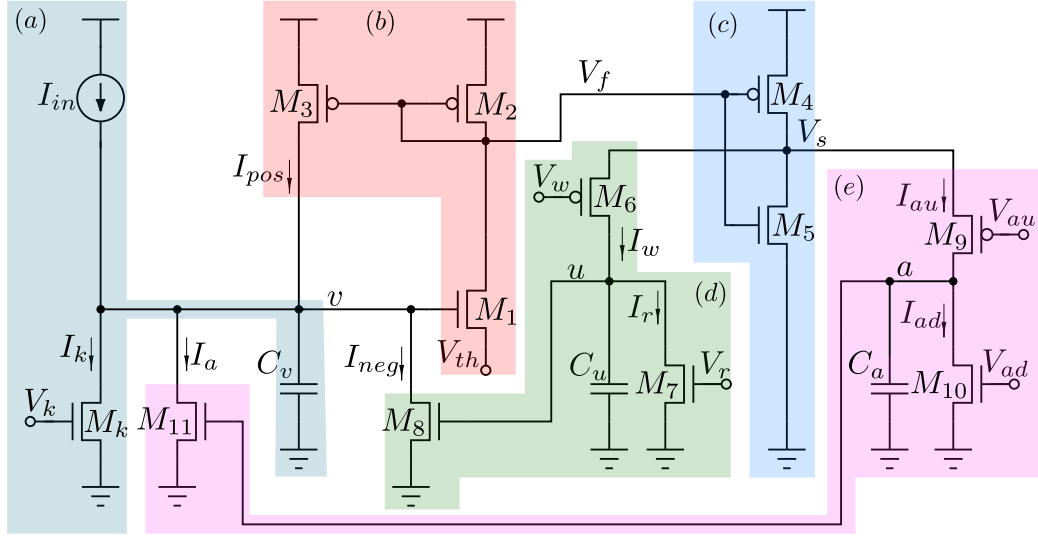 (a)
(b)
(c)
V_f
I_in
M_3
M_2
M_4
V_s
I_pos
V_w
M_6
(e)
I_au
V_au
M_5
M_9
I_w
u
a
(d)
v
M_1
I_r
I_ad
I_k
I_a
C_v
I_neg
V_th
C_u
M_7
V_r
C_a
M_10
V_ad
V_k
M_k
M_11
M_8